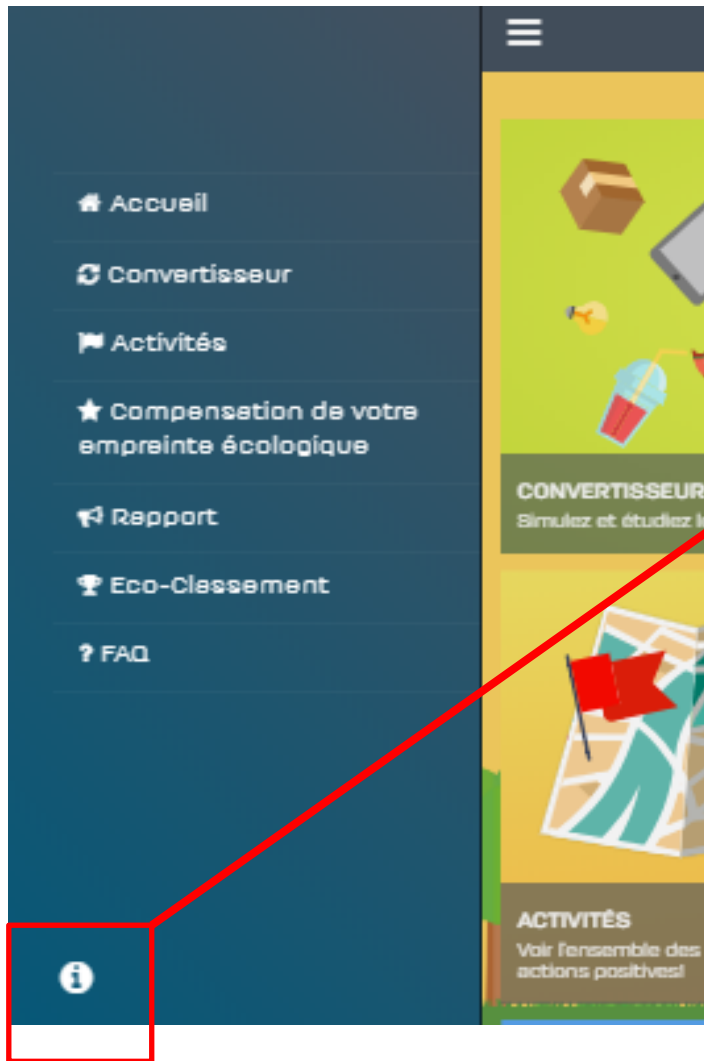 Accueil
Convertisseur
Activités
Compensation de votre
empreinte écologique
Rapport
Eco-Classement
? FAQ
CONVERTISSEUR
Simulez et étudiez
ACTIVITÉS
Voir l'ensemble des
actions positives!